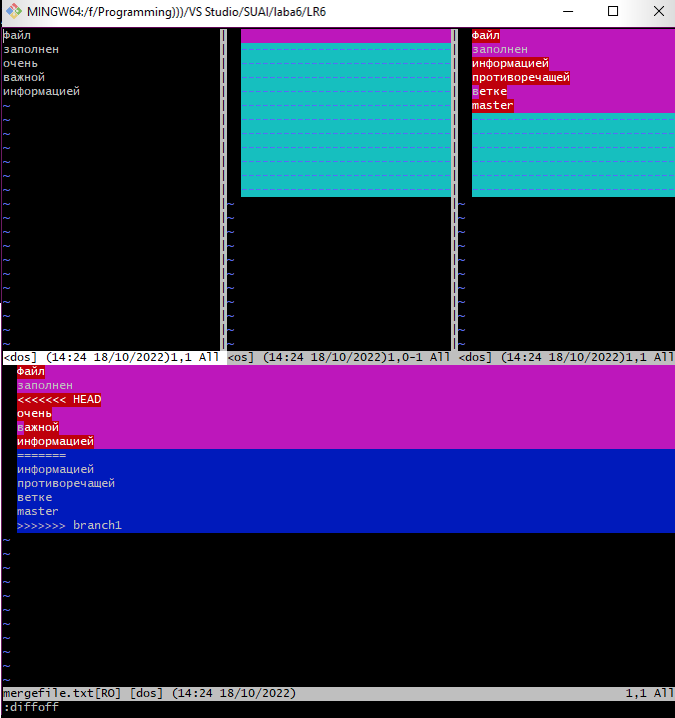 MINGW64:/f/Programming)))/VS Studio/SUAI/laba6/LR6
Файл
заполнен
очень
важной
информацией
Файл
заполнен
информацией
противоречащей
ветке
master
<dos] (14:24 18/10/2022)1,1 All
<os] (14:24 18/10/2022)1,0-1 All
<dos] (14:24 18/10/2022)1,1 All
Файл
заполнен
<<<<<<< HEAD
очень
важной
информацией
=======
информацией
противоречащей
ветке
master
>>>>>>> branch1
mergefile.txt[RO] [dos] (14:24 18/10/2022) 1,1 All
:diffoff